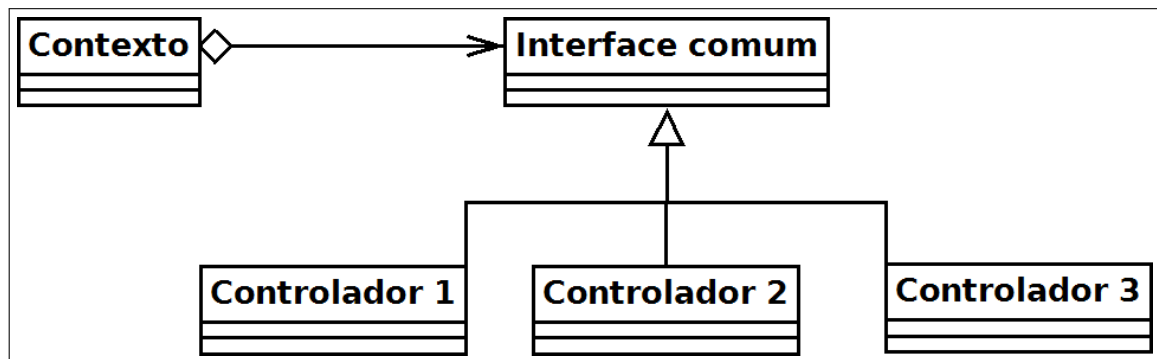 Contexto
Interface comum
Controlador 1
Controlador 2
Controlador 3